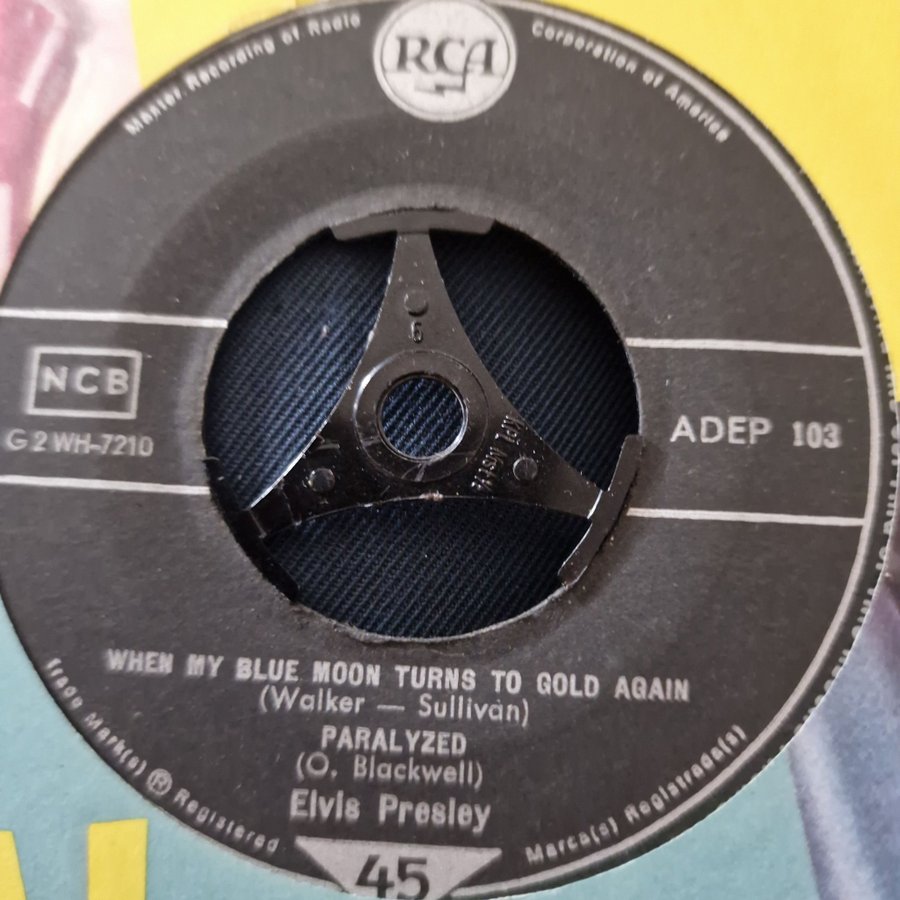 Master Recording of Radio Corporation of America
RCA
NCB
G2WH-7210
ADEP 103
6
WHEN MY BLUE MOON TURNS TO GOLD AGAIN
(Walker — Sullivan)
PARALYZED
(O. Blackwell)
Elvis Presley
Trade Mark(s) ® Registered
Marca(s) Registrada(s)
45